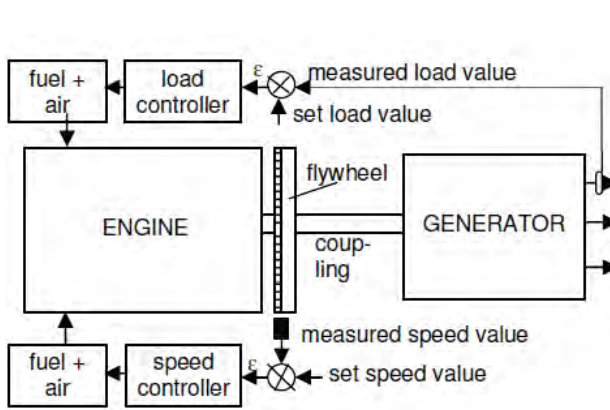 fuel +
air
load
controller
ε
measured load value
set load value
ENGINE
flywheel
coup-
ling
GENERATOR
measured speed value
fuel +
air
speed
controller
ε
set speed value